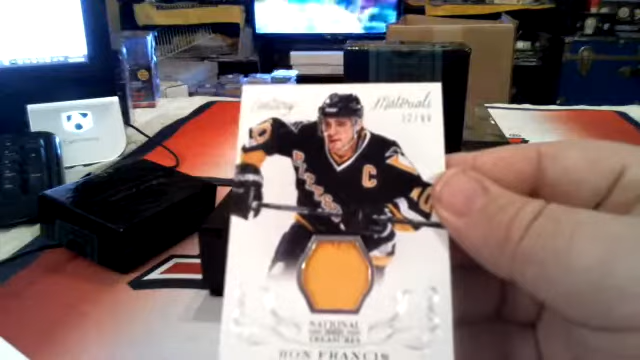 Century Materials
12/99
C
NATIONAL
TREASURES
RON FRANCIS